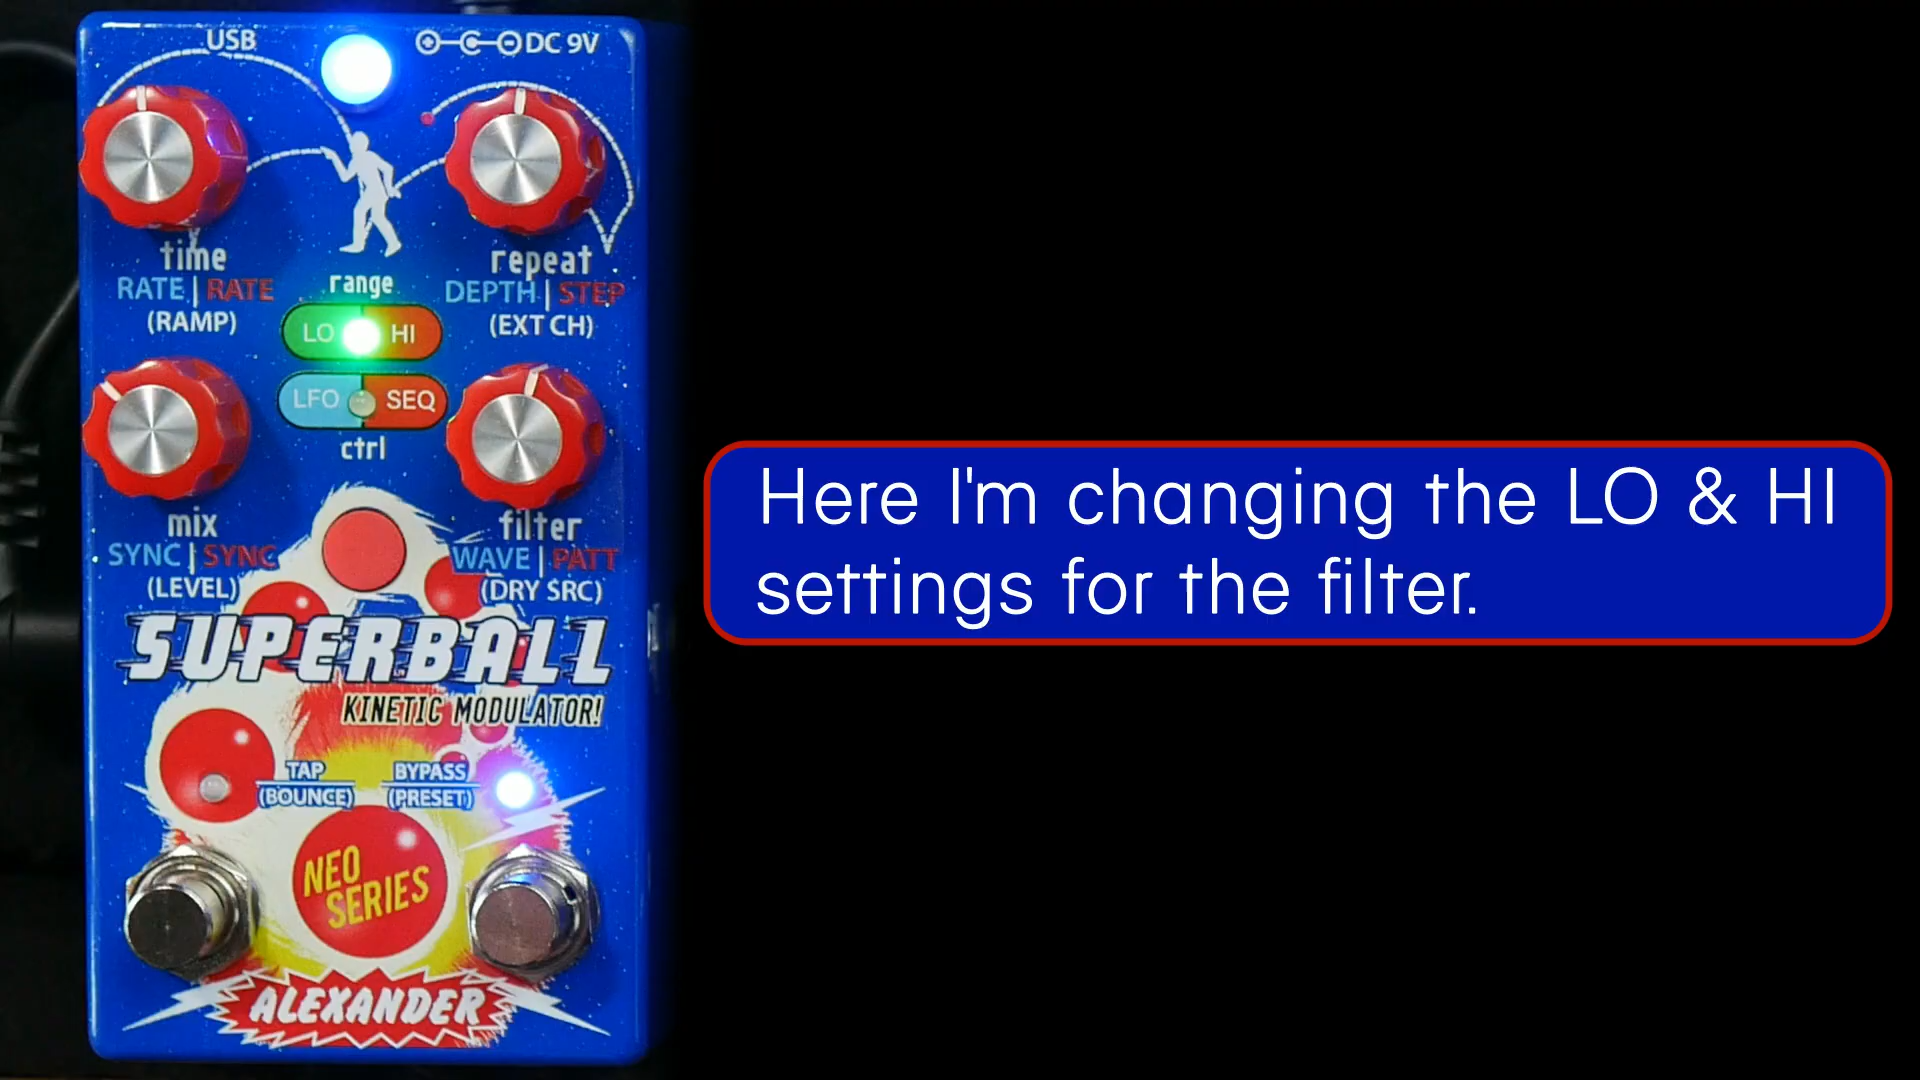 USB
DC 9V
time
RATE | RATE
(RAMP)
range
repeat
DEPTH | STEP
(EXT CH)
LO HI
LFO SEQ
ctrl
mix
SYNC | SYNC
(LEVEL)
filter
WAVE | PATT
(DRY SRC)
SUPERBALL
KINETIC MODULATOR!
TAP
(BOUNCE)
BYPASS
(PRESET)
NEO
SERIES
ALEXANDER
Here I'm changing the LO & HI
settings for the filter.